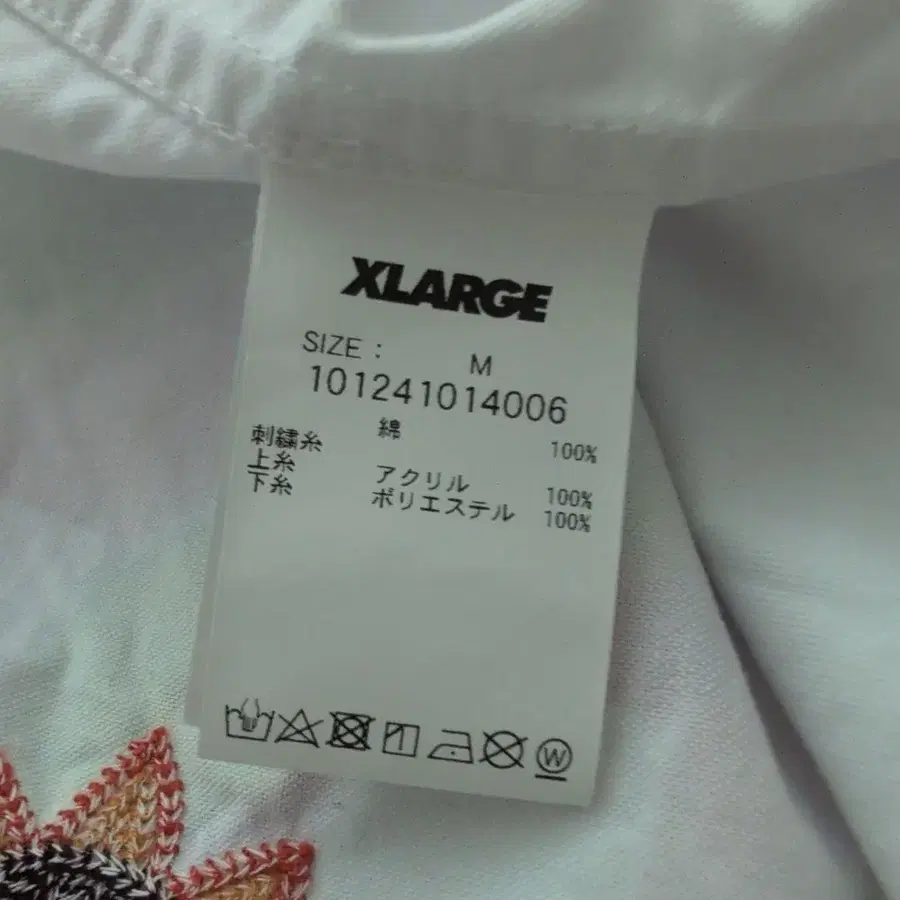 XLARGE
SIZE : M
101241014006
綿 100%
刺繍糸
上糸 アクリル 100%
下糸 ポリエステル 100%
W